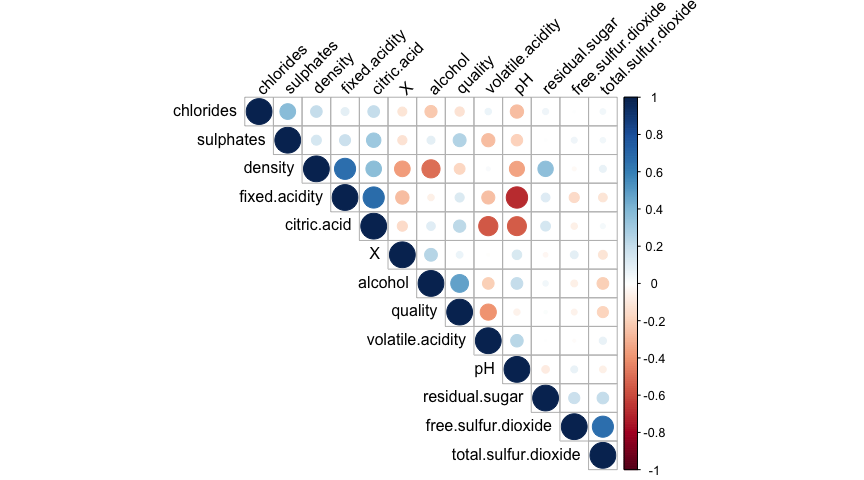 chlorides
sulphates
density
fixed.acidity
citric.acid
X
alcohol
quality
volatile.acidity
pH
residual.sugar
free.sulfur.dioxide
total.sulfur.dioxide
chlorides
sulphates
density
fixed.acidity
citric.acid
X
alcohol
quality
volatile.acidity
pH
residual.sugar
free.sulfur.dioxide
total.sulfur.dioxide
1
0.8
0.6
0.4
0.2
0
-0.2
-0.4
-0.6
-0.8
-1